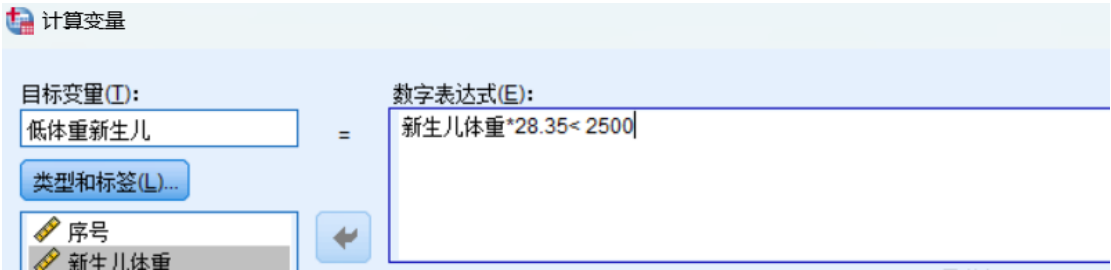 计算变量
目标变量(T):
数字表达式(E):
低体重新生儿
=
新生儿体重*28.35< 2500
类型和标签(L)...
序号
新生儿体重